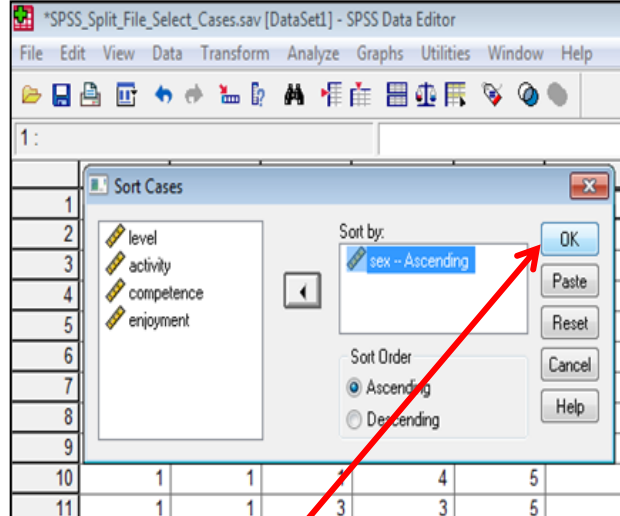 *SPSS_Split_File_Select_Cases.sav [DataSet1] - SPSS Data Editor
File Edit View Data Transform Analyze Graphs Utilities Window Help
1 :
Sort Cases
1
2
3
4
5
6
7
8
9
level
activity
competence
enjoyment
Sort by:
sex -- Ascending
Sort Order
Ascending
Descending
OK
Paste
Reset
Cancel
Help
10 1 1 1 4 5
11 1 1 3 3 5